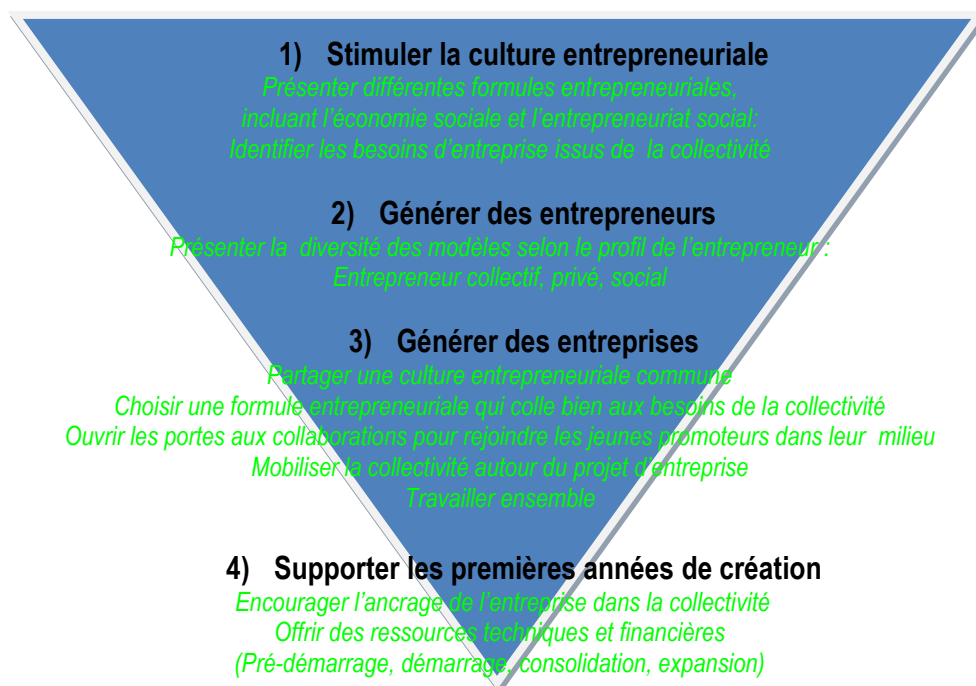 1) Stimuler la culture entrepreneuriale
Présenter différentes formules entrepreneuriales,
incluant l'économie sociale et l'entrepreneuriat social:
Identifier les besoins d'entreprise issus de la collectivité
2) Générer des entrepreneurs
Présenter la diversité des modèles selon le profil de l'entrepreneur :
Entrepreneur collectif, privé, social
3) Générer des entreprises
Partager une culture entrepreneuriale commune
Choisir une formule entrepreneuriale qui colle bien aux besoins de la collectivité
Ouvrir les portes aux collaborations pour rejoindre les jeunes promoteurs dans leur milieu
Mobiliser la collectivité autour du projet d'entreprise
Travailler ensemble
4) Supporter les premières années de création
Encourager l'ancrage de l'entreprise dans la collectivité
Offrir des ressources techniques et financières
(Pré-démarrage, démarrage, consolidation, expansion)